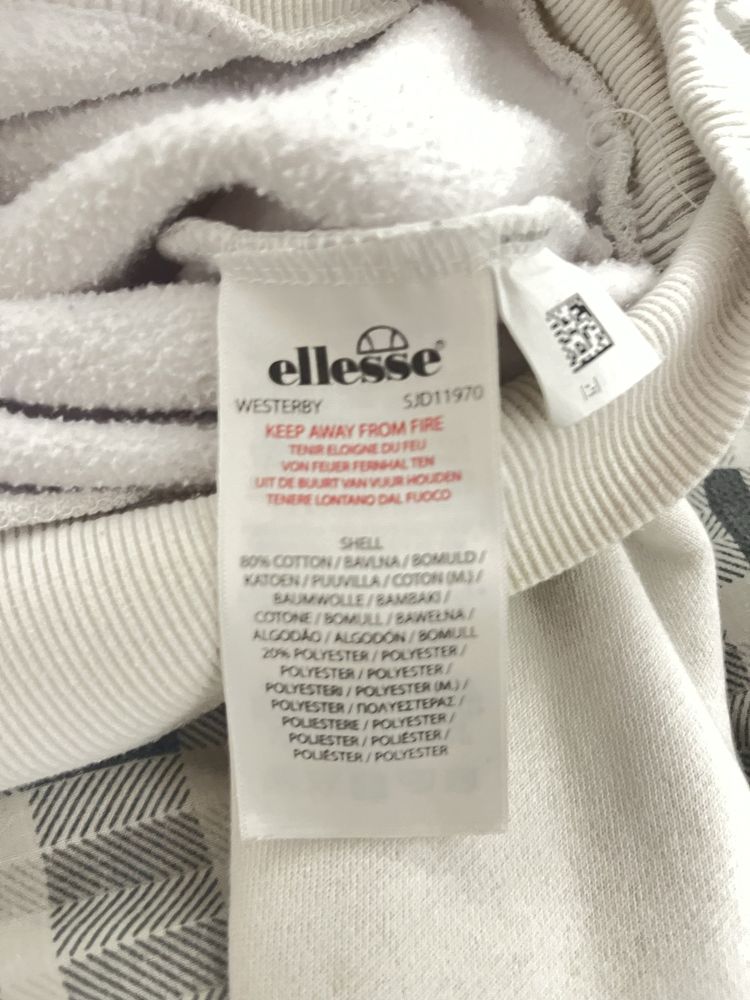 ellesse®
WESTERBY SJD11970
KEEP AWAY FROM FIRE
TENIR ELOIGNE DU FEU
VON FEUER FERNHAL TEN
UIT DE BUURT VAN VUUR HOUDEN
TENERE LONTANO DAL FUOCO
SHELL
80% COTTON / BAVLNA / BOMULD /
KATOEN / PUUVILLA / COTON (M.) /
BAUMWOLLE / BAMBAKI /
COTONE / BOMULL / BAWEŁNA /
ALGODÃO / ALGODÓN / BOMULL
20% POLYESTER / POLYESTER /
POLYESTER / POLYESTER /
POLYESTERI / POLYESTER (M.) /
POLYESTER / ΠΟΛΥΕΣΤΕΡΑΣ /
POLIESTERE / POLYESTER /
POLIESTER / POLIÉSTER /
POLIÉSTER / POLYESTER